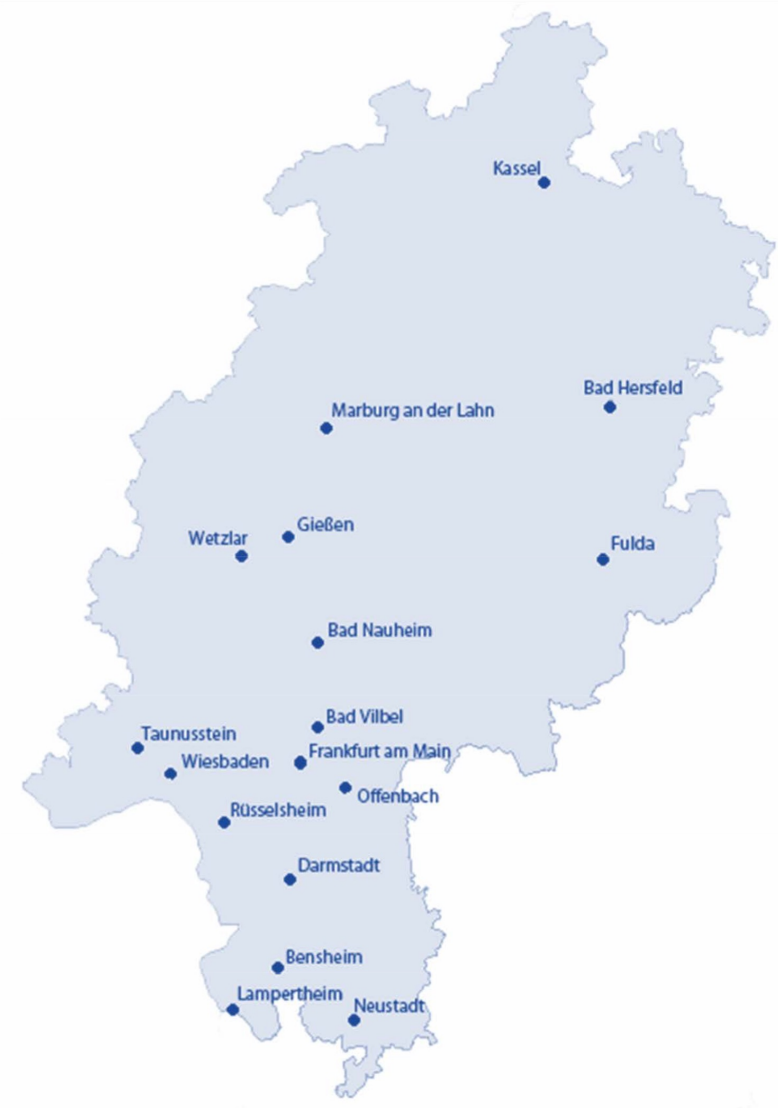 Kassel
Bad Hersfeld
Marburg an der Lahn
Gießen
Wetzlar
Fulda
Bad Nauheim
Bad Vilbel
Taunusstein
Frankfurt am Main
Wiesbaden
Offenbach
Rüsselsheim
Darmstadt
Bensheim
Lampertheim
Neustadt